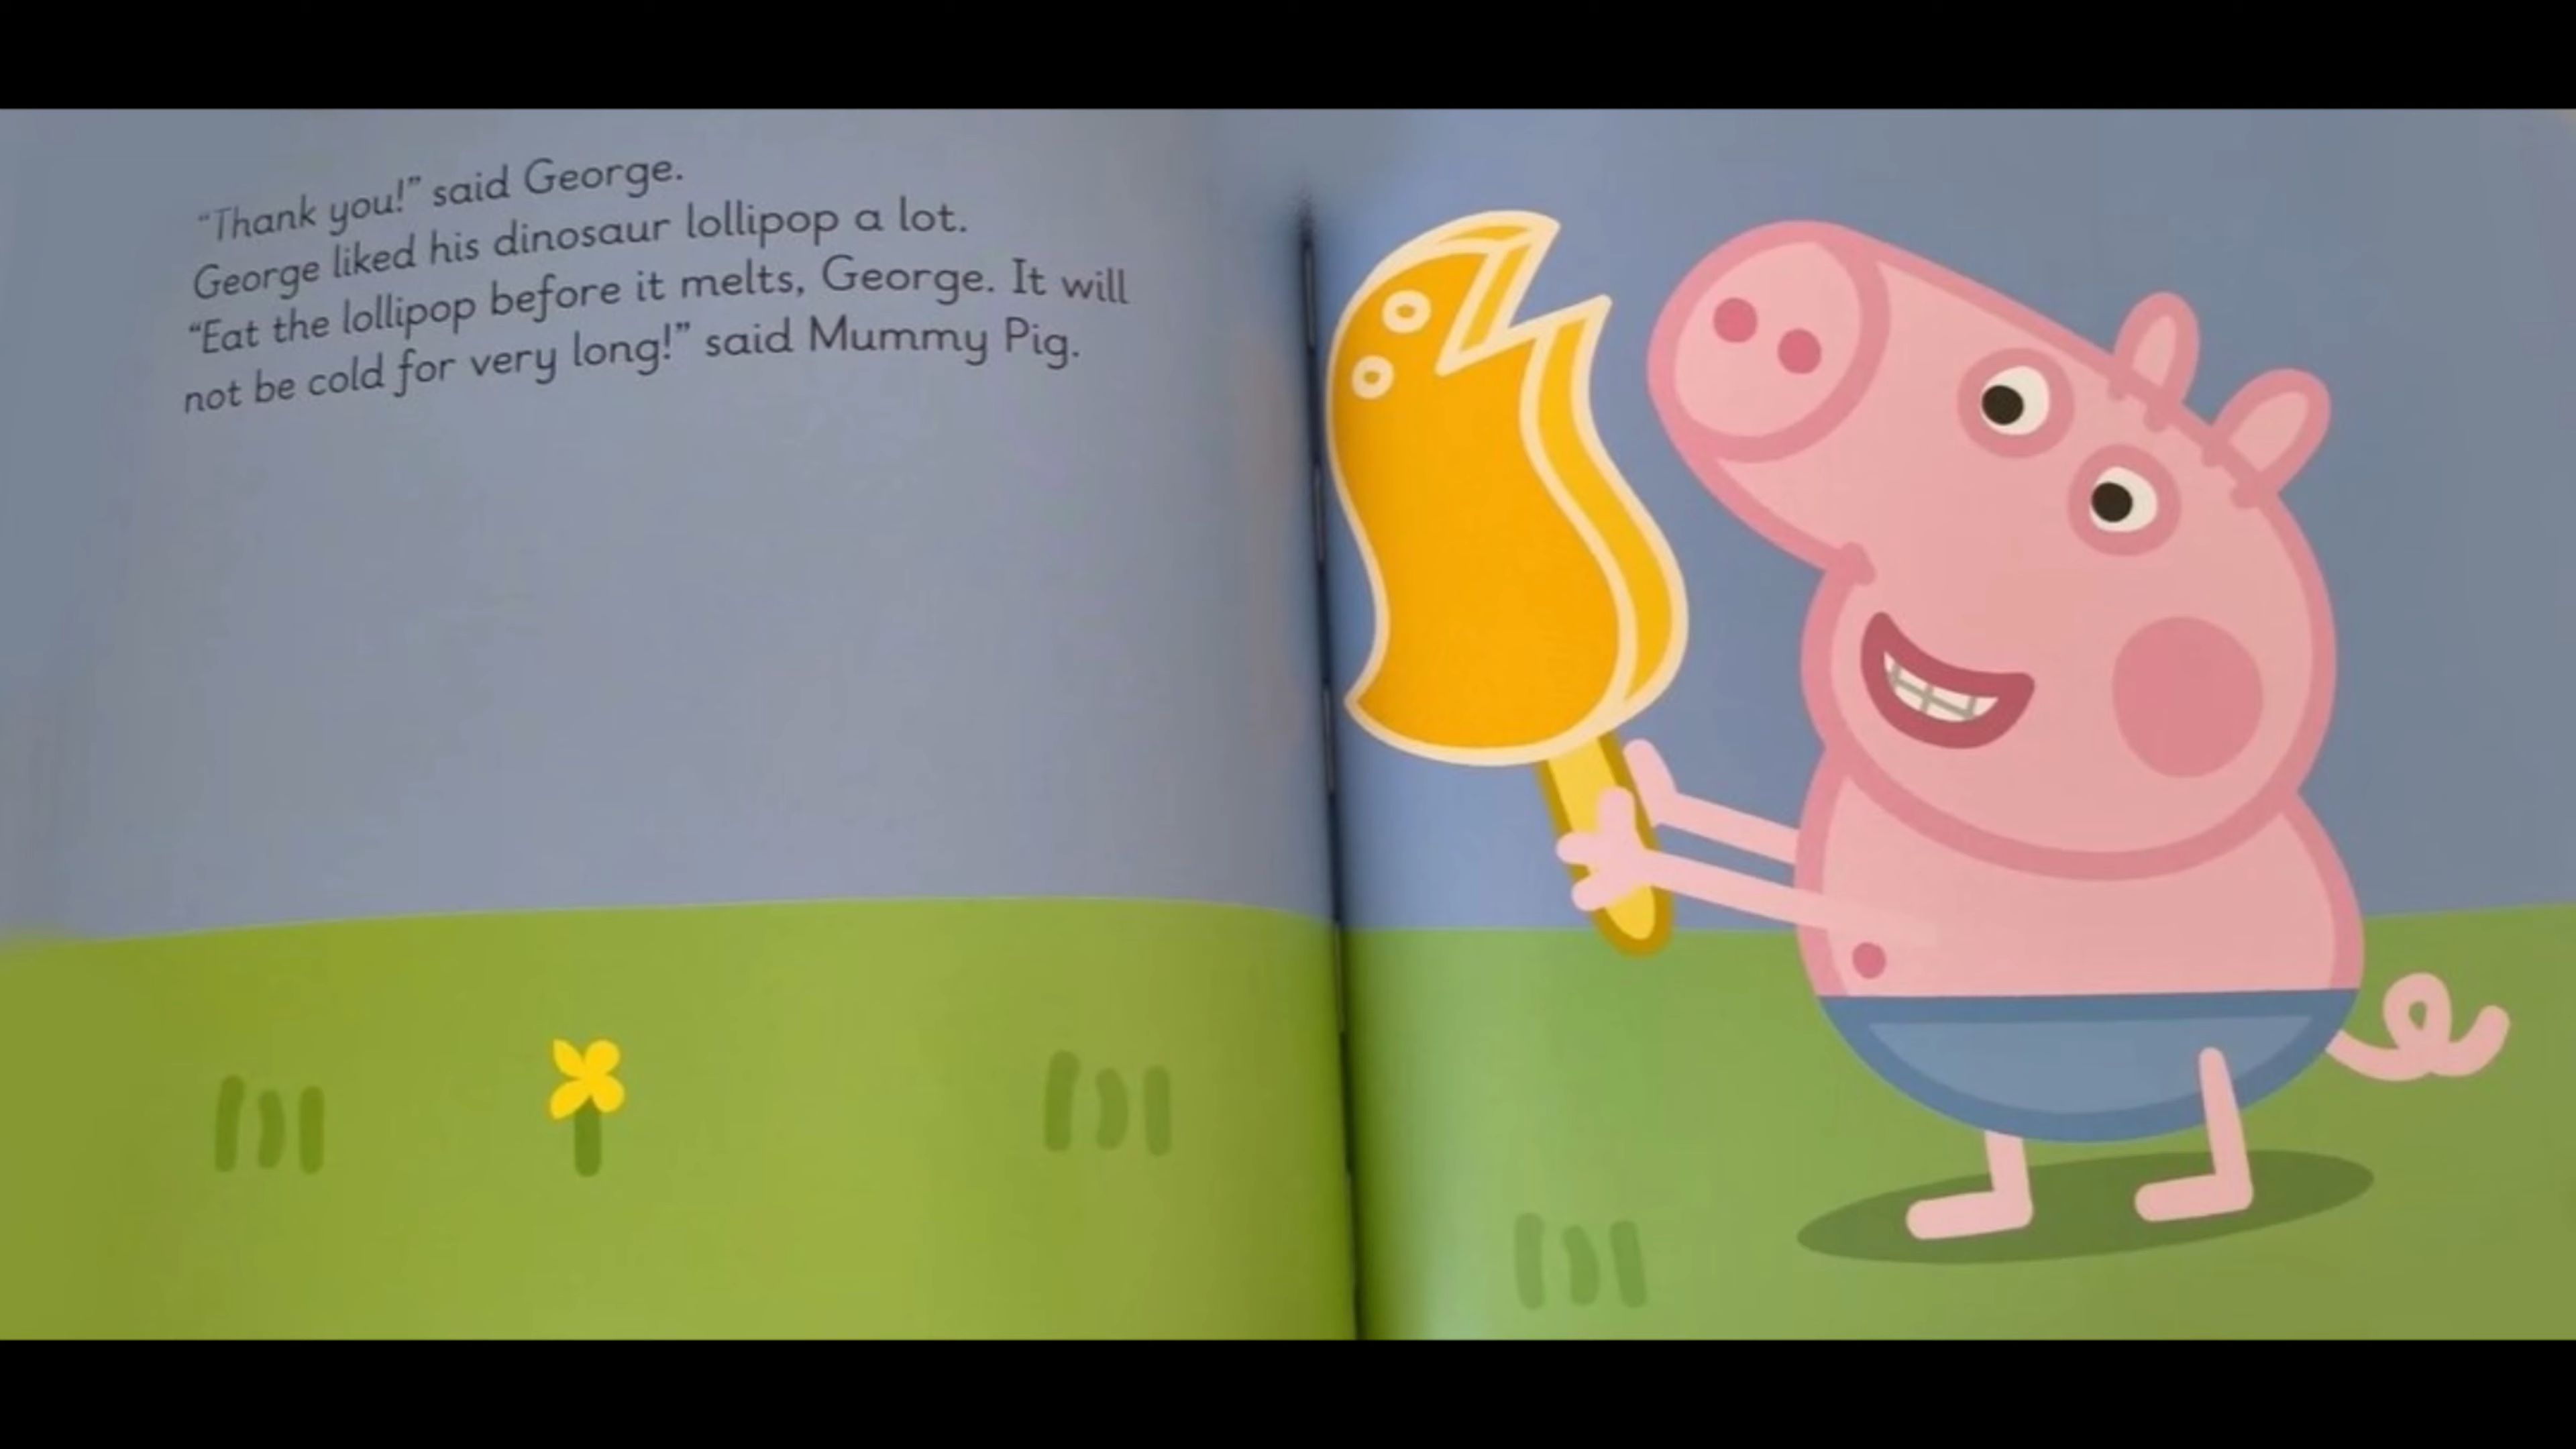 “Thank you!” said George.
George liked his dinosaur lollipop a lot.
“Eat the lollipop before it melts, George. It will
not be cold for very long!” said Mummy Pig.